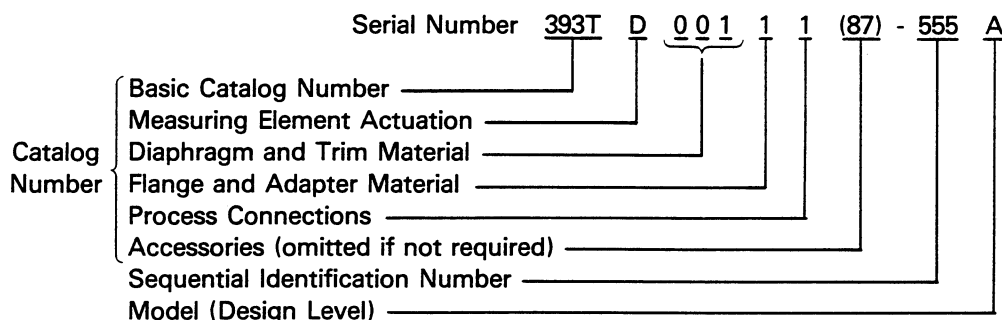 Serial Number 393T D 0 0 1 1 1 (87) - 555 A
Basic Catalog Number
Measuring Element Actuation
Catalog Number
Diaphragm and Trim Material
Flange and Adapter Material
Process Connections
Accessories (omitted if not required)
Sequential Identification Number
Model (Design Level)